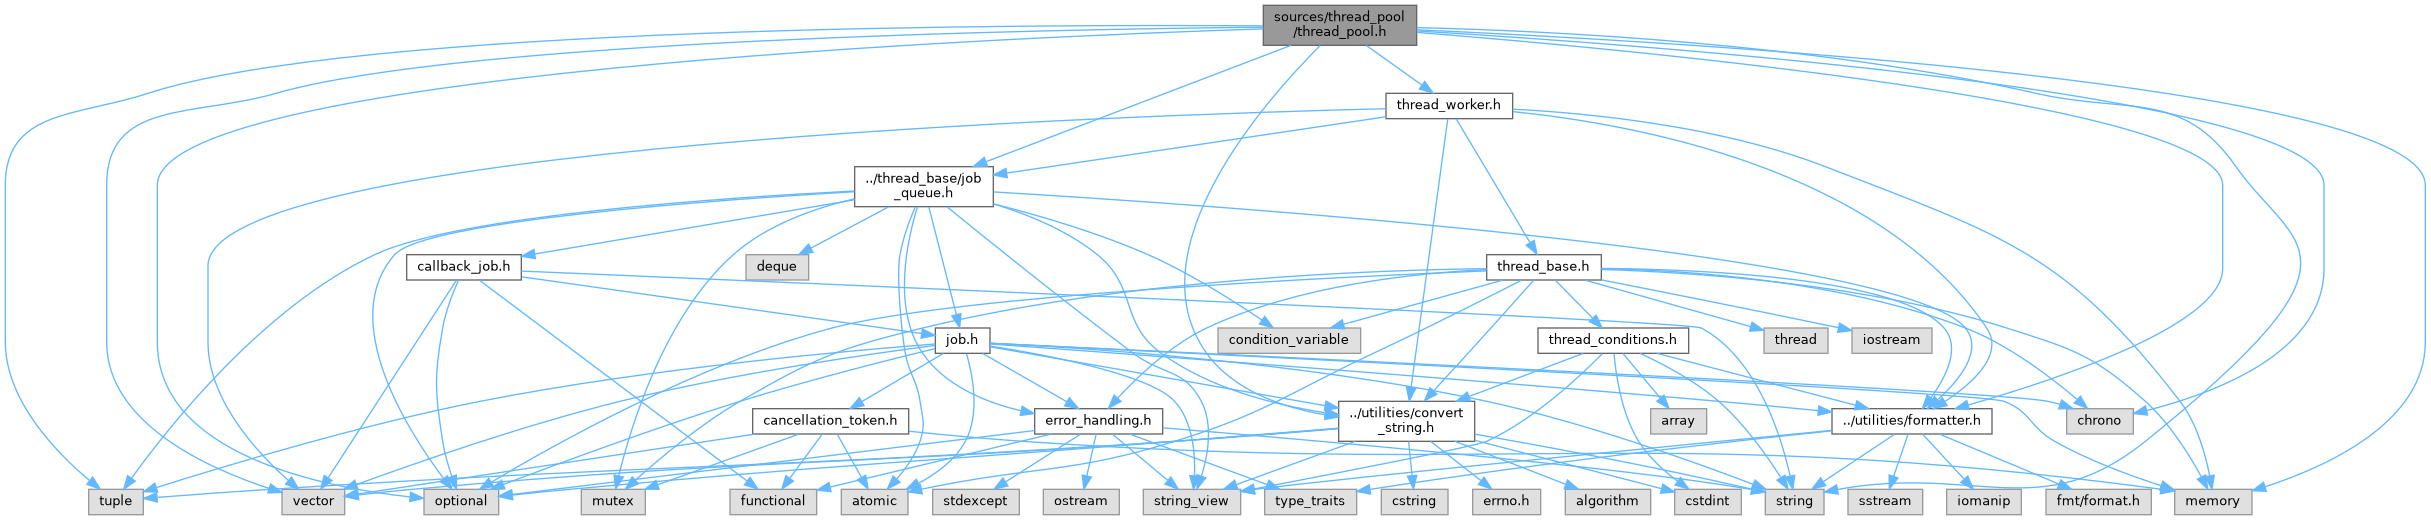 sources/thread_pool
/thread_pool.h
thread_worker.h
../thread_base/job
_queue.h
callback_job.h
deque
thread_base.h
job.h
condition_variable
thread_conditions.h
thread
iostream
cancellation_token.h
error_handling.h
../utilities/convert
_string.h
array
../utilities/formatter.h
chrono
tuple
vector
optional
mutex
functional
atomic
stdexcept
ostream
string_view
type_traits
cstring
errno.h
algorithm
cstdint
string
sstream
iomanip
fmt/format.h
memory